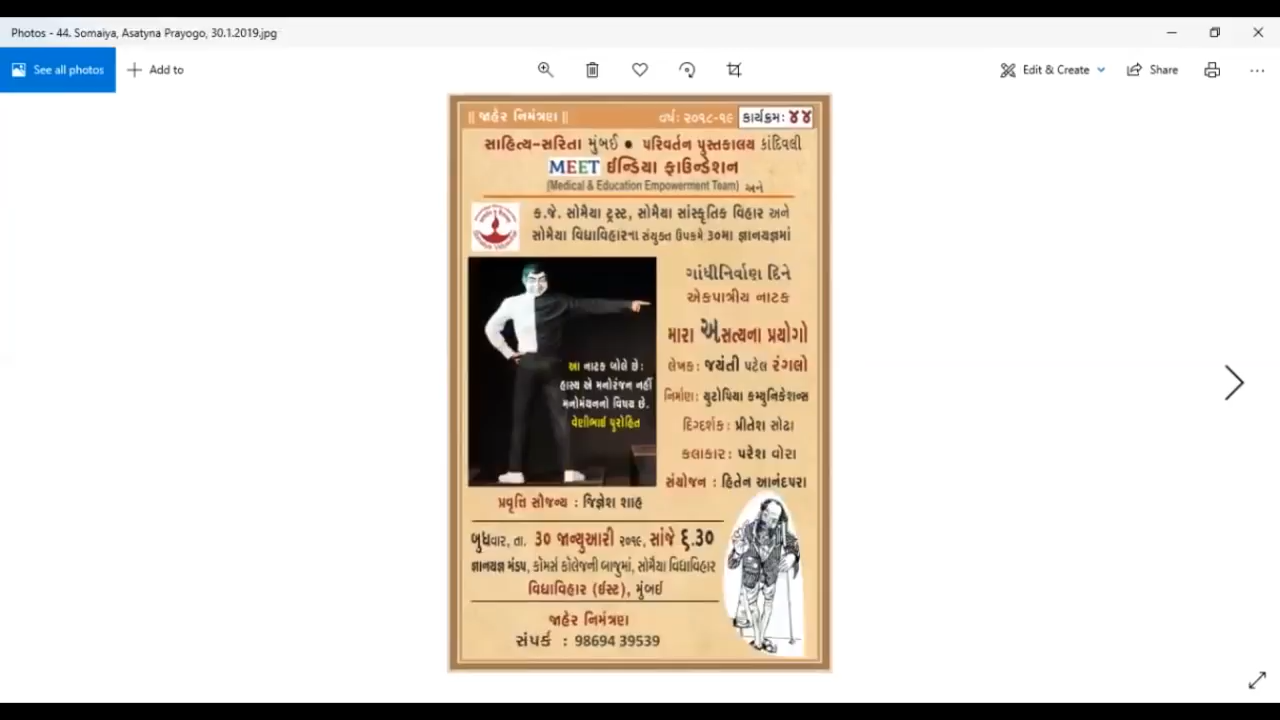 Photos - 44. Somaiya, Asatyna Prayogo, 30.1.2019.jpg
See all photos
Add to
Edit & Create
Share
|| જાહેર નિમંત્રણ ||
વર્ષ: ૨૦૧૮-૧૯ કાર્યક્રમ: ૪૪
સાહિત્ય-સરિતા મુંબઈ • પરિવર્તન પુસ્તકાલય કાંદિવલી
MEET ઈન્ડિયા ફાઉન્ડેશન
(Medical & Education Empowerment Team) અને
ક.જે. સોમૈયા ટ્રસ્ટ, સોમૈયા સાંસ્કૃતિક વિહાર અને
સોમૈયા વિદ્યાવિહારના સંયુક્ત ઉપક્રમે ૩૦મા જ્ઞાનયજ્ઞમાં
ગાંધીનિર્વાણ દિને
એકપાત્રીય નાટક
મારા અસત્યના પ્રયોગો
લેખક : જયંતી પટેલ રંગલો
નિર્માણ: યુટોપિયા કમ્યુનિકેશન્સ
દિગ્દર્શક : પ્રીતેશ સોઢા
કલાકાર : પરેશ વોરા
સંયોજન : હિતેન આનંદપરા
આ નાટક બોલે છે :
હાસ્ય એ મનોરંજન નહીં
મનોમંથનનો વિષય છે.
વેણીભાઈ પુરોહિત
પ્રવૃત્તિ સૌજન્ય : જિજ્ઞેશ શાહ
બુધવાર, તા. ૩૦ જાન્યુઆરી ૨૦૧૯, સાંજે ૬.૩૦
જ્ઞાનયજ્ઞ મંડપ, કૉમર્સ કૉલેજની બાજુમાં, સોમૈયા વિદ્યાવિહાર
વિદ્યાવિહાર (ઈસ્ટ), મુંબઈ
જાહેર નિમંત્રણ
સંપર્ક : 98694 39539